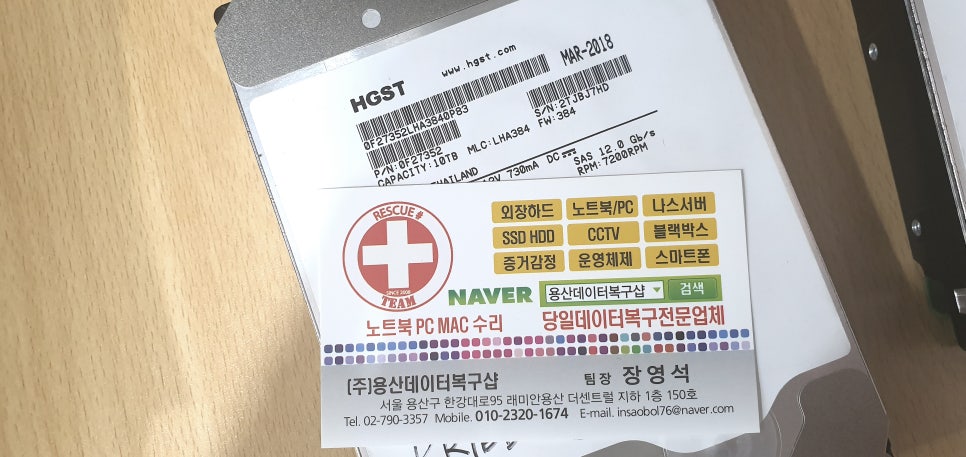 HGST
www.hgst.com
MAR-2018
0F27352LHA3840PB3
S/N:2TJBJ7HD
P/N:0F27352
MLC:LHA384
FW:384
CAPACITY:10TB
THAILAND
730mA DC
SAS 12.0 Gb/s
RPM:7200RPM
RESCUE #
SINCE 2008
TEAM
외장하드 노트북/PC 나스서버
SSD HDD CCTV 블랙박스
증거감정 운영체제 스마트폰
NAVER 용산데이터복구샵 검색
노트북 PC MAC 수리 당일데이터복구전문업체
(주)용산데이터복구샵 팀장 장영석
서울 용산구 한강대로95 래미안용산 더센트럴 지하 1층 150호
Tel. 02-790-3357 Mobile. 010-2320-1674 E-mail. insaobol76@naver.com